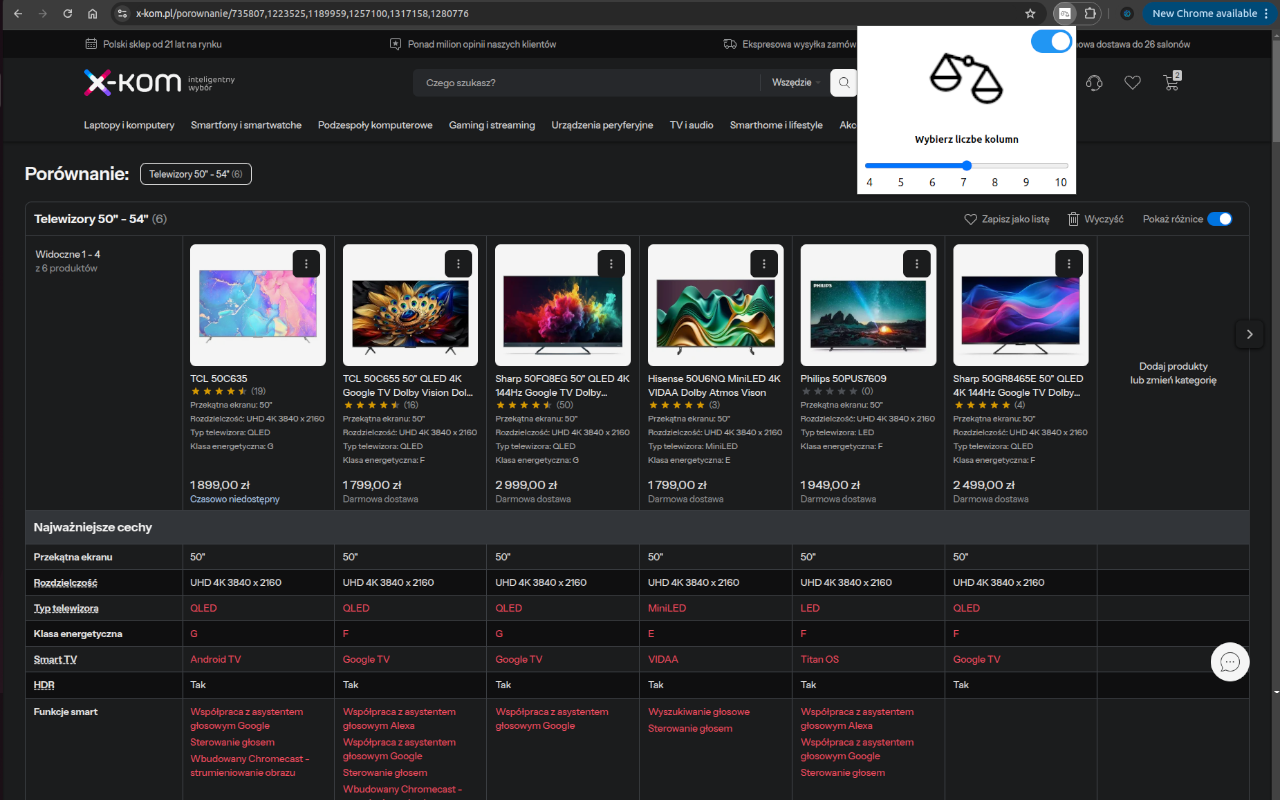 x-kom.pl/porownanie/735807,1223525,1189959,1257100,1317158,1280776
New Chrome available
Polski sklep od 21 lat na rynku
Ponad milion opinii naszych klientów
Ekspresowa wysyłka zamów
nowa dostawa do 26 salonów
x-kom inteligentny
wybór
Czego szukasz?
Wszędzie
2
Laptopy i komputery
Smartfony i smartwatche
Podzespoły komputerowe
Gaming i streaming
Urządzenia peryferyjne
TV i audio
Smarthome i lifestyle
Akc
Wybierz liczbe kolumn
4 5 6 7 8 9 10
Porównanie:
Telewizory 50" - 54" (6)
Telewizory 50" - 54" (6)
Zapisz jako listę
Wyczyść
Pokaż różnice
Widoczne 1 - 4
z 6 produktów
TCL 50C635
(19)
Przekątna ekranu: 50"
Rozdzielczość: UHD 4K 3840 x 2160
Typ telewizora: QLED
Klasa energetyczna: G
1 899,00 zł
Czasowo niedostępny
TCL 50C655 50" QLED 4K
Google TV Dolby Vision Dol...
(16)
Przekątna ekranu: 50"
Rozdzielczość: UHD 4K 3840 x 2160
Typ telewizora: QLED
Klasa energetyczna: F
1 799,00 zł
Darmowa dostawa
Sharp 50FQ8EG 50" QLED 4K
144Hz Google TV Dolby...
(50)
Przekątna ekranu: 50"
Rozdzielczość: UHD 4K 3840 x 2160
Typ telewizora: QLED
Klasa energetyczna: G
2 999,00 zł
Darmowa dostawa
Hisense 50U6NQ MiniLED 4K
VIDAA Dolby Atmos Vison
(3)
Przekątna ekranu: 50"
Rozdzielczość: UHD 4K 3840 x 2160
Typ telewizora: MiniLED
Klasa energetyczna: E
1 799,00 zł
Darmowa dostawa
PHILIPS
Philips 50PUS7609
(0)
Przekątna ekranu: 50"
Rozdzielczość: UHD 4K 3840 x 2160
Typ telewizora: LED
Klasa energetyczna: F
1 949,00 zł
Darmowa dostawa
Sharp 50GR8465E 50" QLED
4K 144Hz Google TV Dolby...
(4)
Przekątna ekranu: 50"
Rozdzielczość: UHD 4K 3840 x 2160
Typ telewizora: QLED
Klasa energetyczna: F
2 499,00 zł
Darmowa dostawa
Dodaj produkty
lub zmień kategorię
Najważniejsze cechy
Przekątna ekranu 50" 50" 50" 50" 50" 50"
Rozdzielczość UHD 4K 3840 x 2160 UHD 4K 3840 x 2160 UHD 4K 3840 x 2160 UHD 4K 3840 x 2160 UHD 4K 3840 x 2160 UHD 4K 3840 x 2160
Typ telewizora QLED QLED QLED MiniLED LED QLED
Klasa energetyczna G F G E F F
Smart TV Android TV Google TV Google TV VIDAA Titan OS Google TV
HDR Tak Tak Tak Tak Tak Tak
Funkcje smart
Współpraca z asystentem
głosowym Google
Sterowanie głosem
Wbudowany Chromecast -
strumieniowanie obrazu
Współpraca z asystentem
głosowym Alexa
Współpraca z asystentem
głosowym Google
Sterowanie głosem
Wbudowany Chromecast -
Współpraca z asystentem
głosowym Google
Wyszukiwanie głosowe
Sterowanie głosem
Współpraca z asystentem
głosowym Alexa
Współpraca z asystentem
głosowym Google
Sterowanie głosem